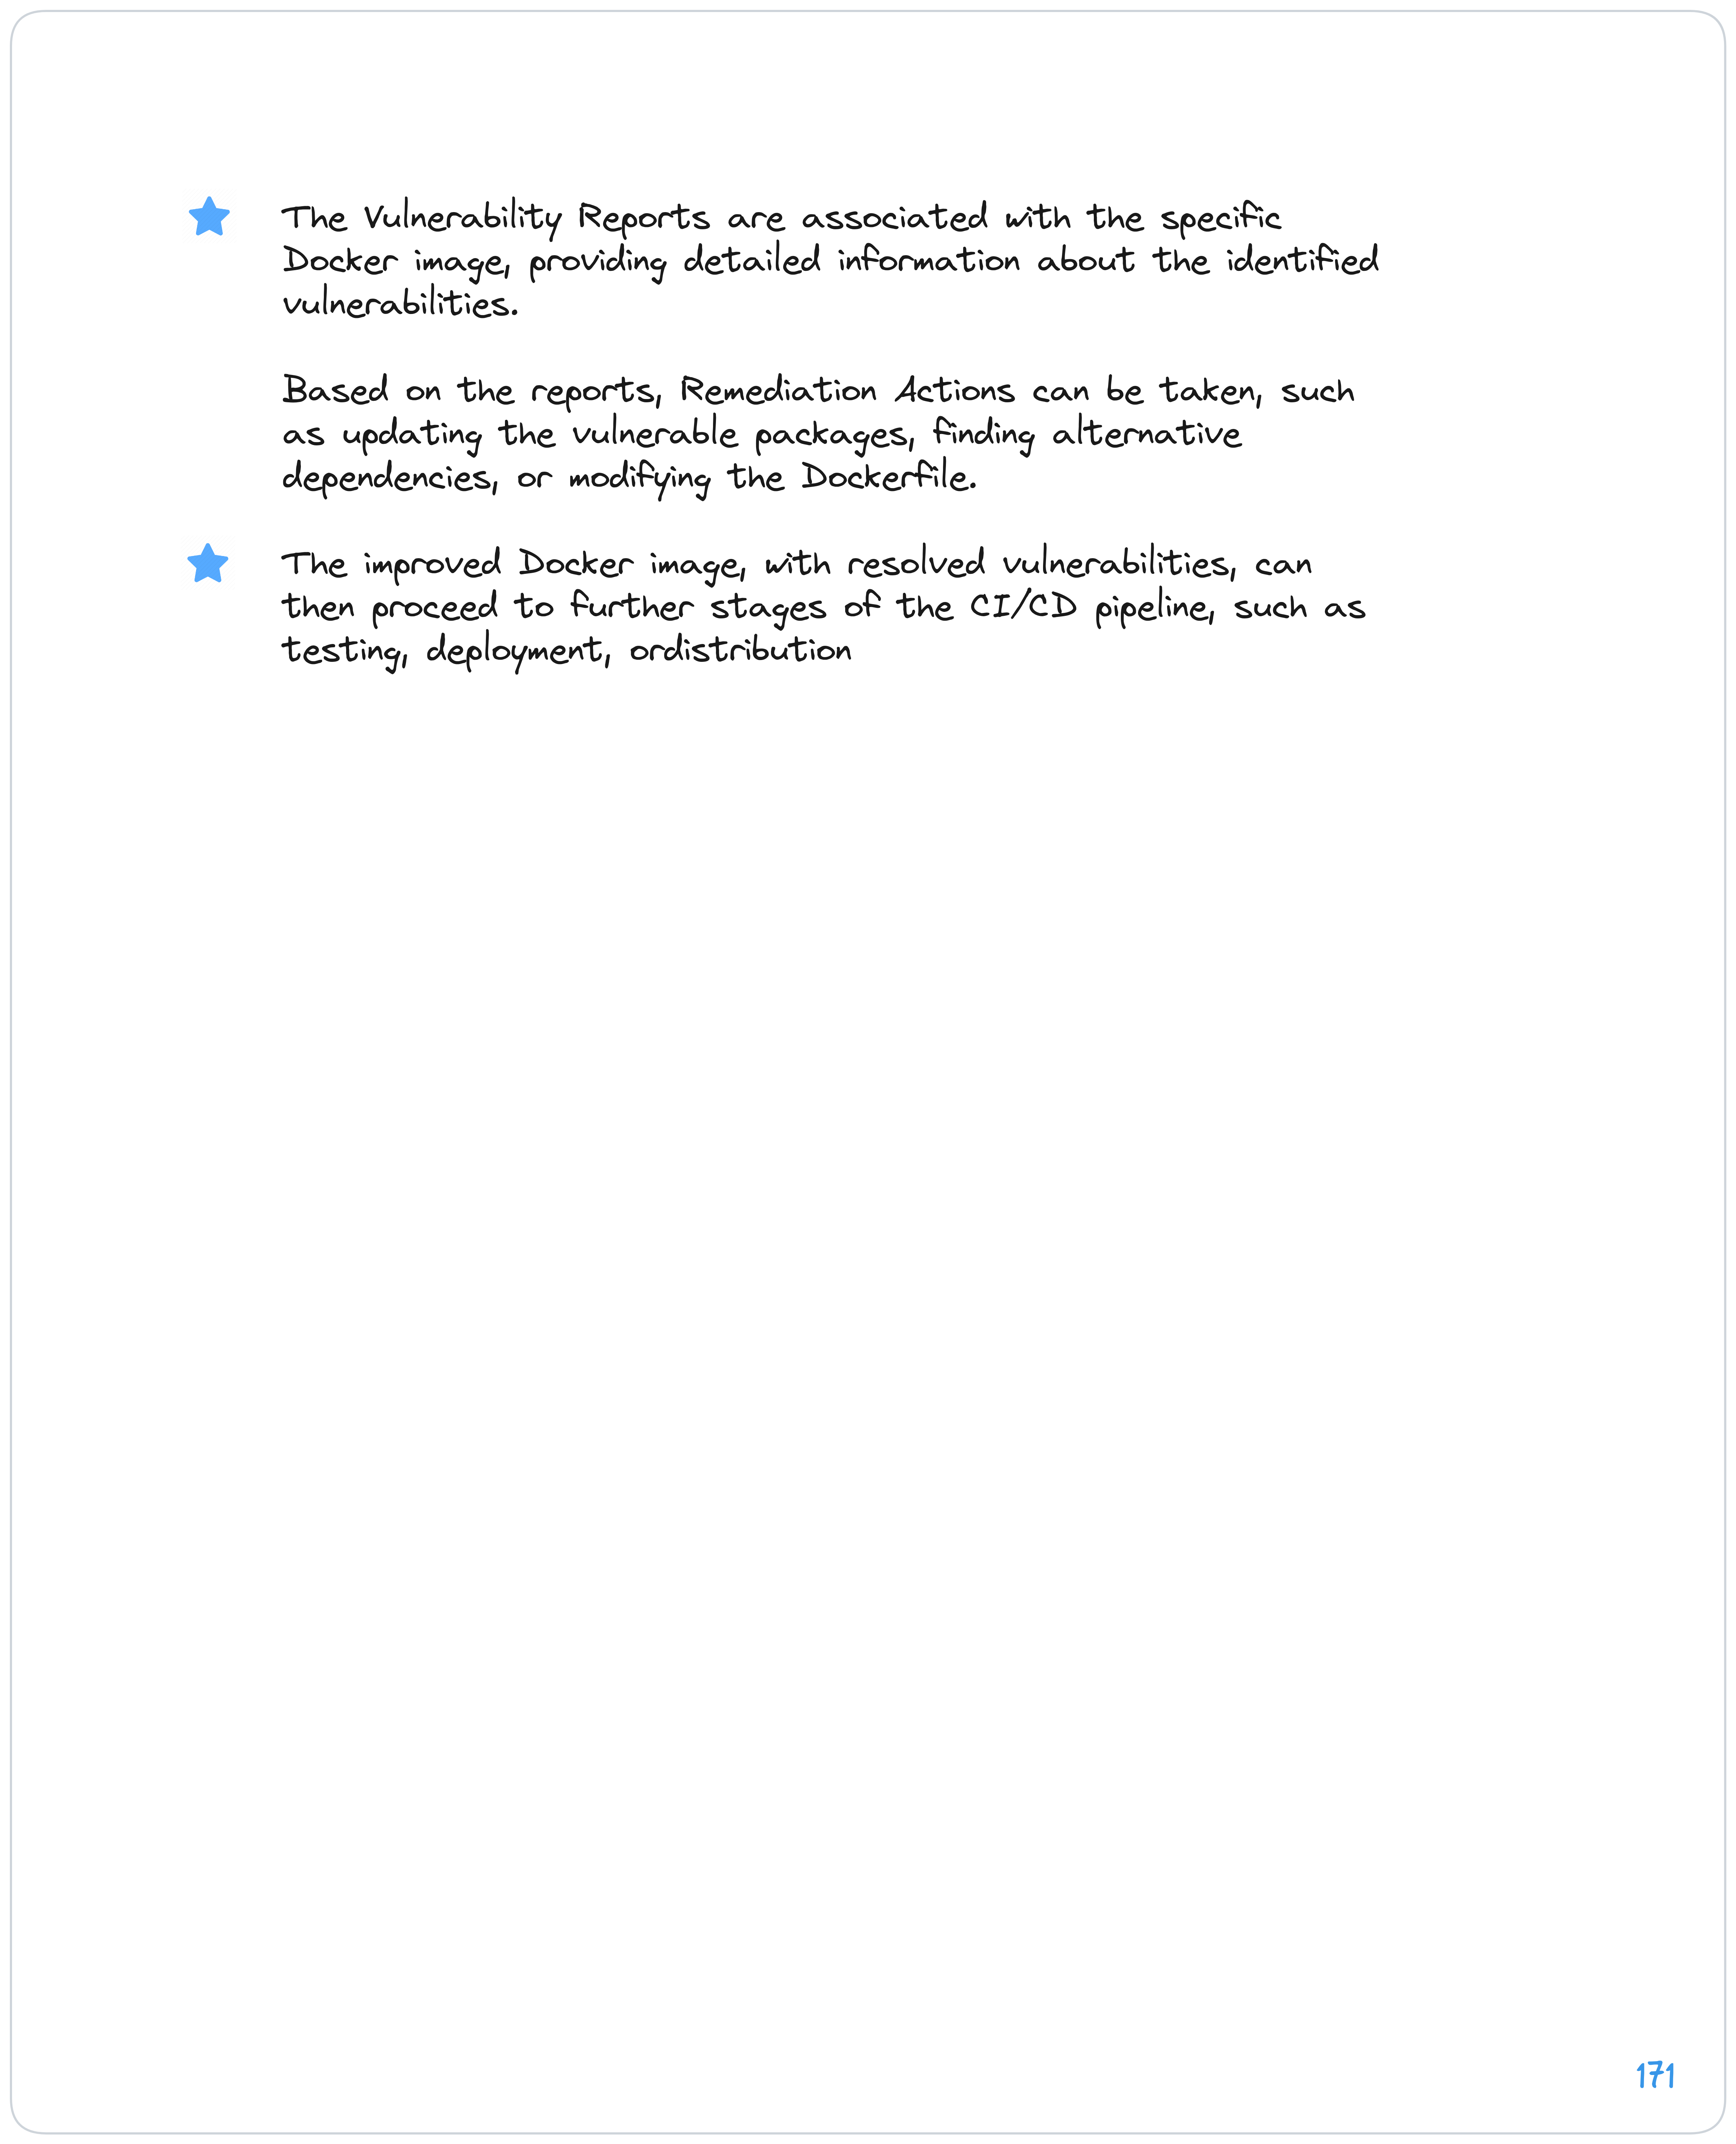 The Vulnerability Reports are associated with the specific
Docker image, providing detailed information about the identified
vulnerabilities.
Based on the reports, Remediation Actions can be taken, such
as updating the vulnerable packages, finding alternative
dependencies, or modifying the Dockerfile.
The improved Docker image, with resolved vulnerabilities, can
then proceed to further stages of the CI/CD pipeline, such as
testing, deployment, ordistribution
171